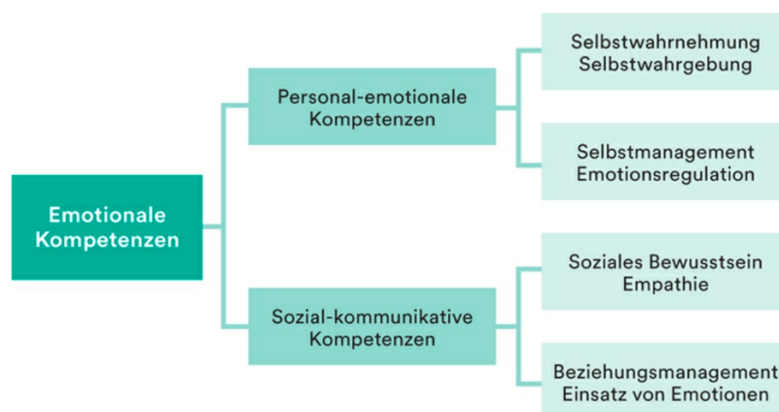 Emotionale
Kompetenzen
Personal-emotionale
Kompetenzen
Selbstwahrnehmung
Selbstwahrgebung
Selbstmanagement
Emotionsregulation
Sozial-kommunikative
Kompetenzen
Soziales Bewusstsein
Empathie
Beziehungsmanagement
Einsatz von Emotionen